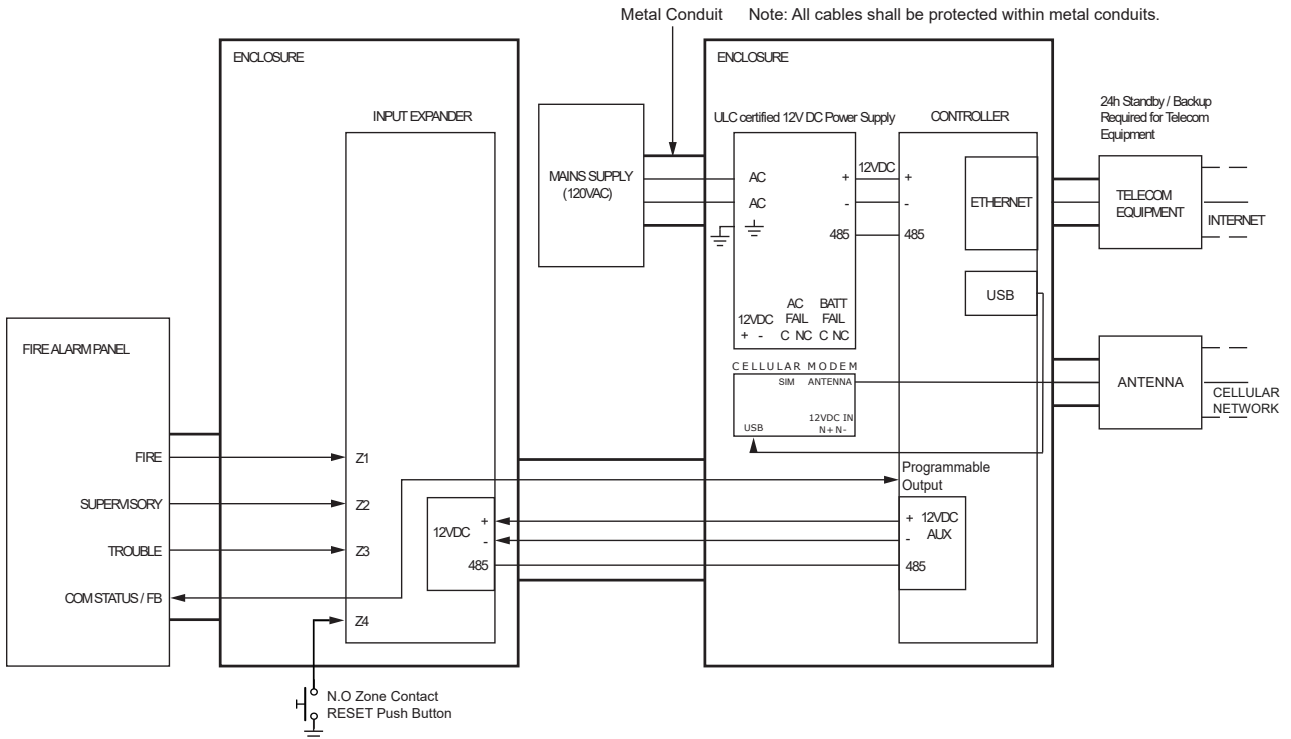 Metal Conduit
Note: All cables shall be protected within metal conduits.
ENCLOSURE
INPUT EXPANDER
FIRE ALARM PANEL
FIRE
SUPERVISORY
TROUBLE
COM STATUS / FB
Z1
Z2
Z3
Z4
12VDC
+
-
485
N.O Zone Contact
RESET Push Button
MAINS SUPPLY
(120VAC)
ENCLOSURE
ULC certified 12V DC Power Supply
AC
AC
+
-
485
12VDC
12VDC
+ -
AC
FAIL
C NC
BATT
FAIL
C NC
CELLULAR MODEM
SIM ANTENNA
12VDC IN
USB N+ N-
CONTROLLER
+
-
485
ETHERNET
USB
Programmable
Output
+ 12VDC
- AUX
485
24h Standby / Backup
Required for Telecom
Equipment
TELECOM
EQUIPMENT
INTERNET
ANTENNA
CELLULAR
NETWORK